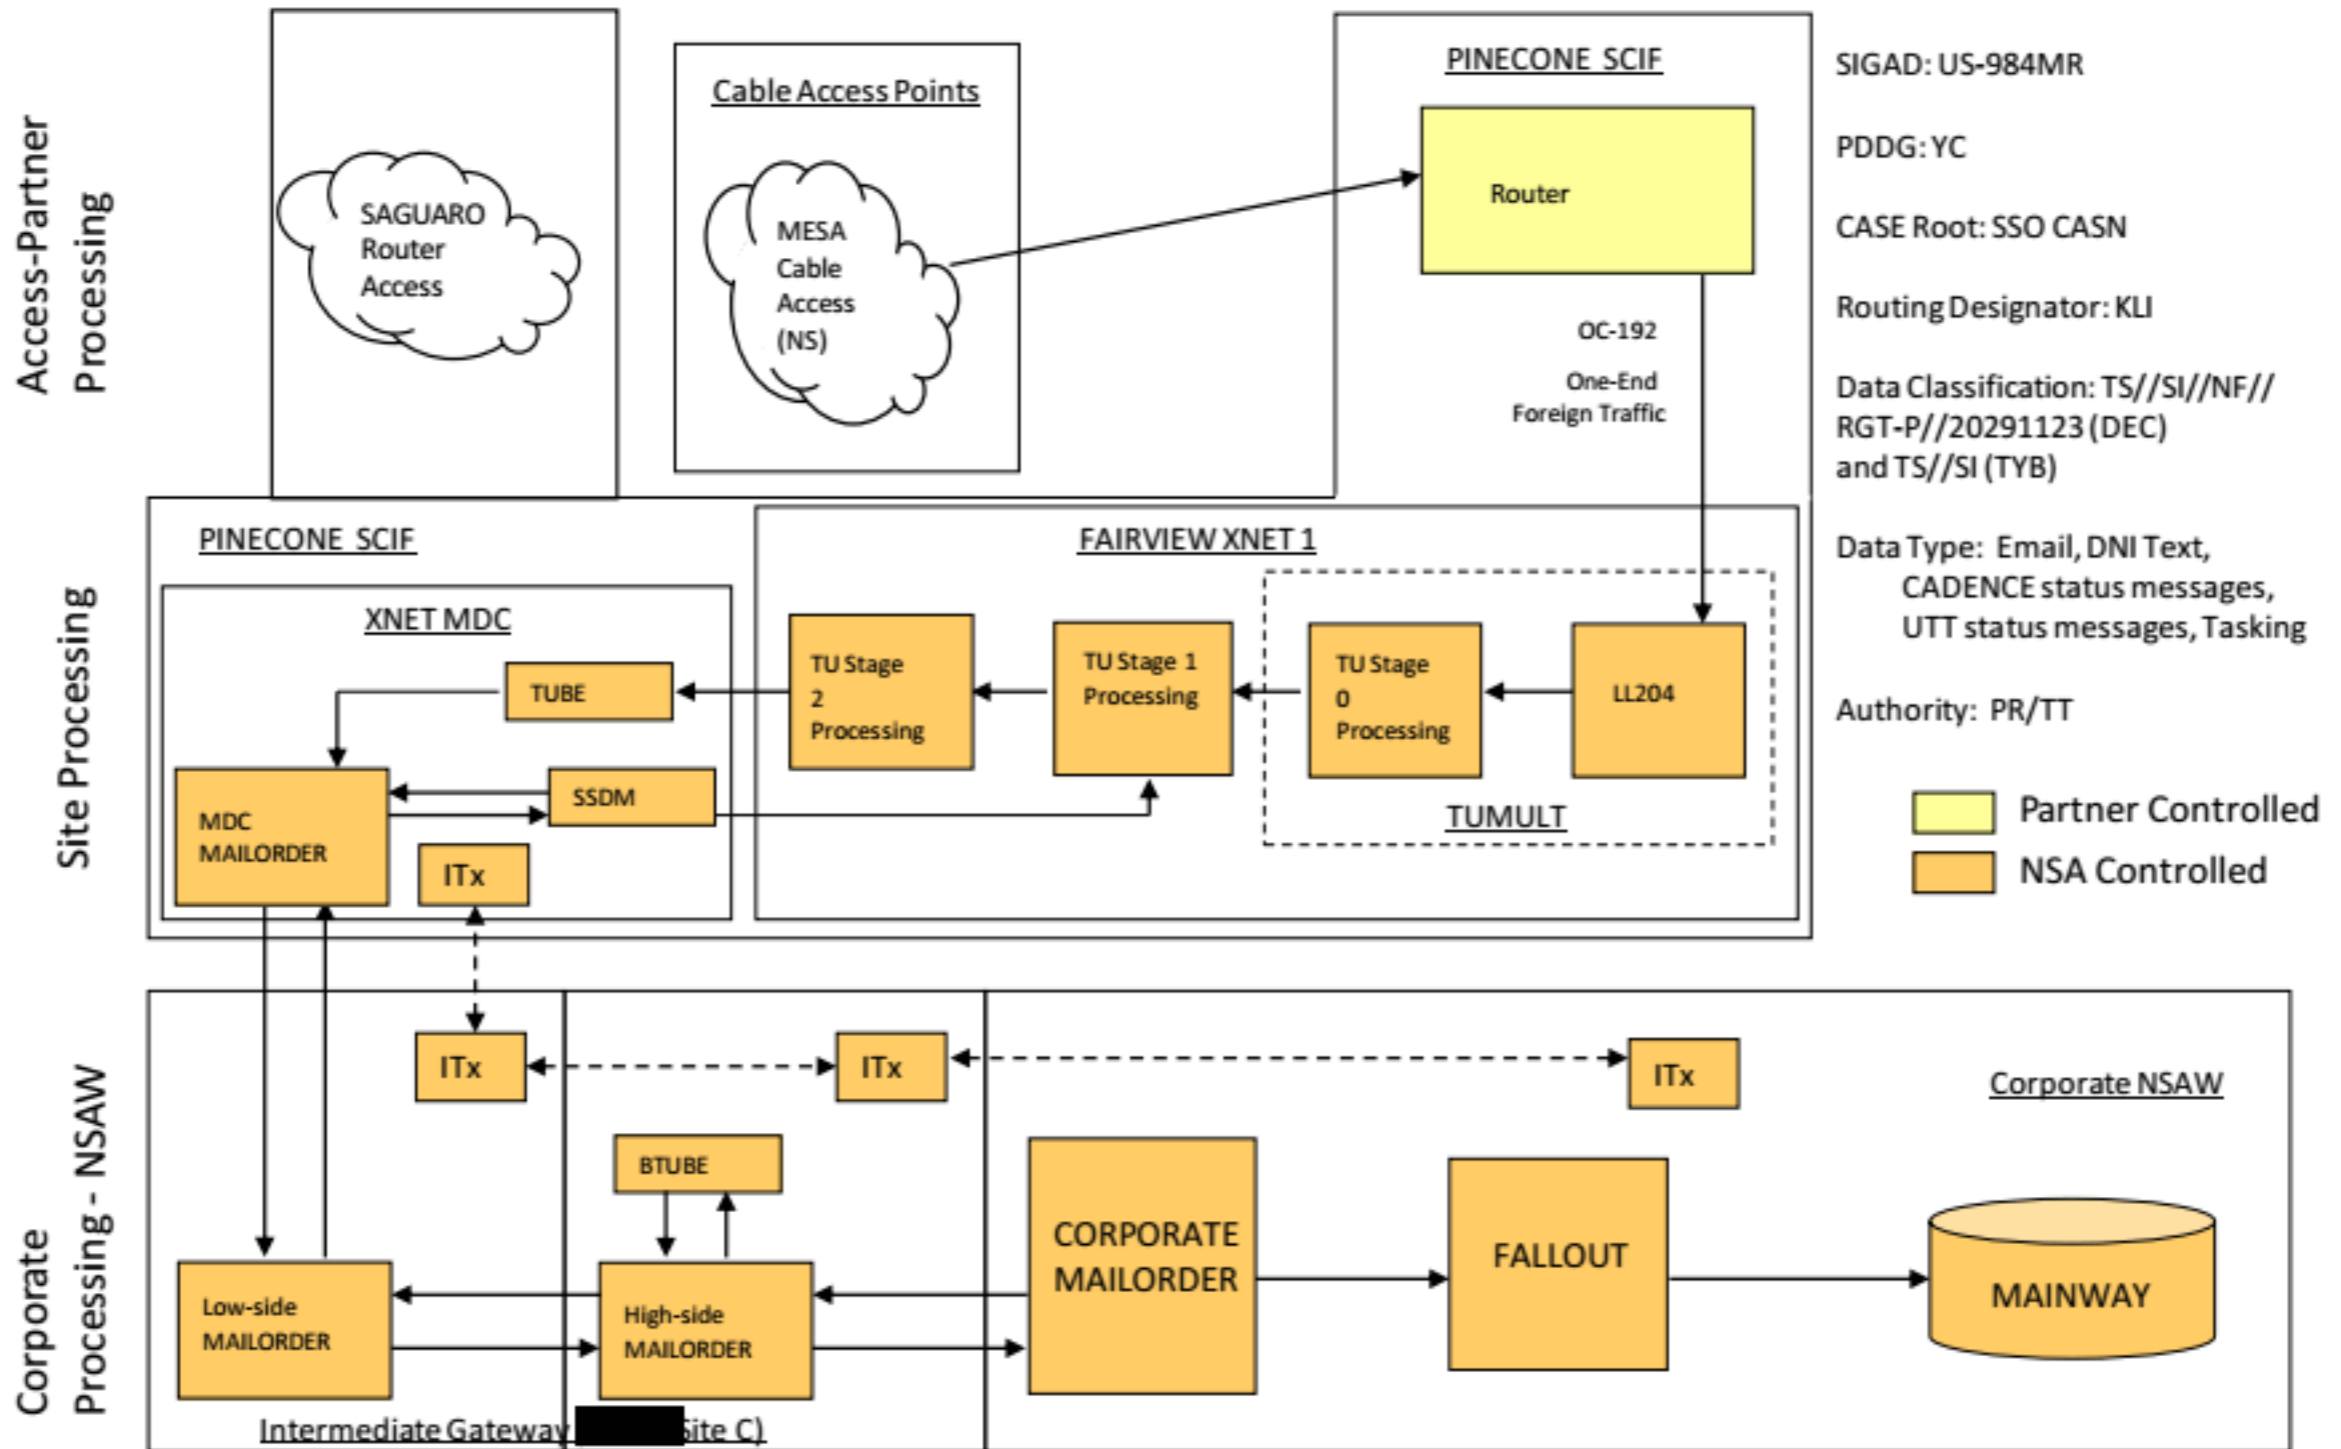 Access-Partner
Processing
SAGUARO
Router
Access
Cable Access Points
MESA
Cable
Access
(NS)
PINECONE SCIF
Router
OC-192
One-End
Foreign Traffic
SIGAD: US-984MR
PDDG: YC
CASE Root: SSO CASN
Routing Designator: KLI
Data Classification: TS//SI//NF//
RGT-P//20291123 (DEC)
and TS//SI (TYB)
Data Type: Email, DNI Text,
CADENCE status messages,
UTT status messages, Tasking
Authority: PR/TT
Partner Controlled
NSA Controlled
Site Processing
PINECONE SCIF
XNET MDC
TUBE
MDC
MAILORDER
SSDM
ITx
FAIRVIEW XNET 1
TU Stage
2
Processing
TU Stage 1
Processing
TU Stage
0
Processing
LL204
TUMULT
Corporate
Processing - NSAW
ITx
ITx
ITx
Corporate NSAW
BTUBE
Low-side
MAILORDER
High-side
MAILORDER
CORPORATE
MAILORDER
FALLOUT
MAINWAY
Intermediate Gateway Site C)